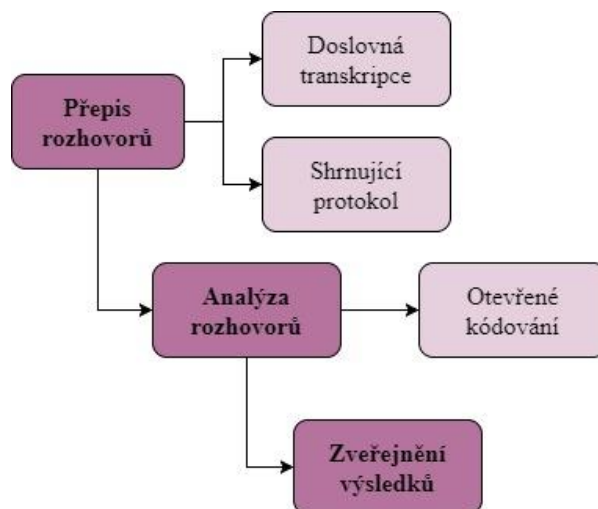 Doslovná
transkripce
Přepis
rozhovorů
Shrnující
protokol
Analýza
rozhovorů
Otevřené
kódování
Zveřejnění
výsledků